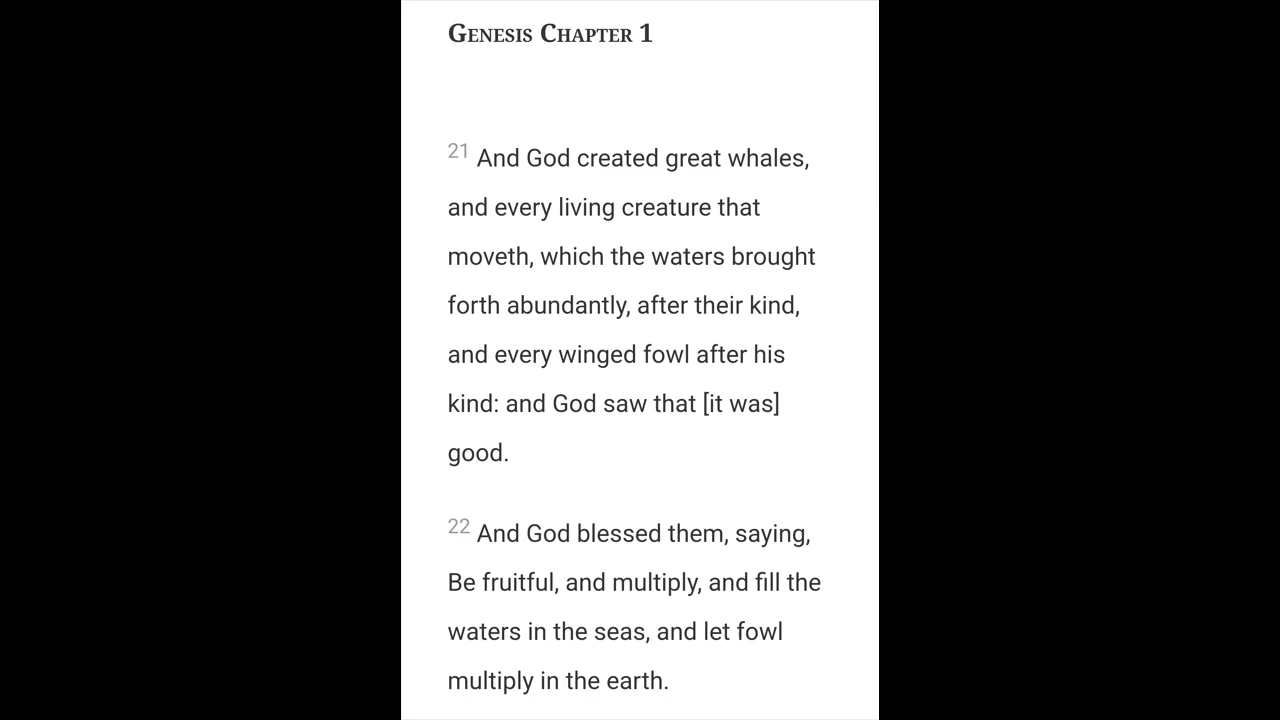 Genesis Chapter 1
21 And God created great whales,
and every living creature that
moveth, which the waters brought
forth abundantly, after their kind,
and every winged fowl after his
kind: and God saw that [it was]
good.
22 And God blessed them, saying,
Be fruitful, and multiply, and fill the
waters in the seas, and let fowl
multiply in the earth.